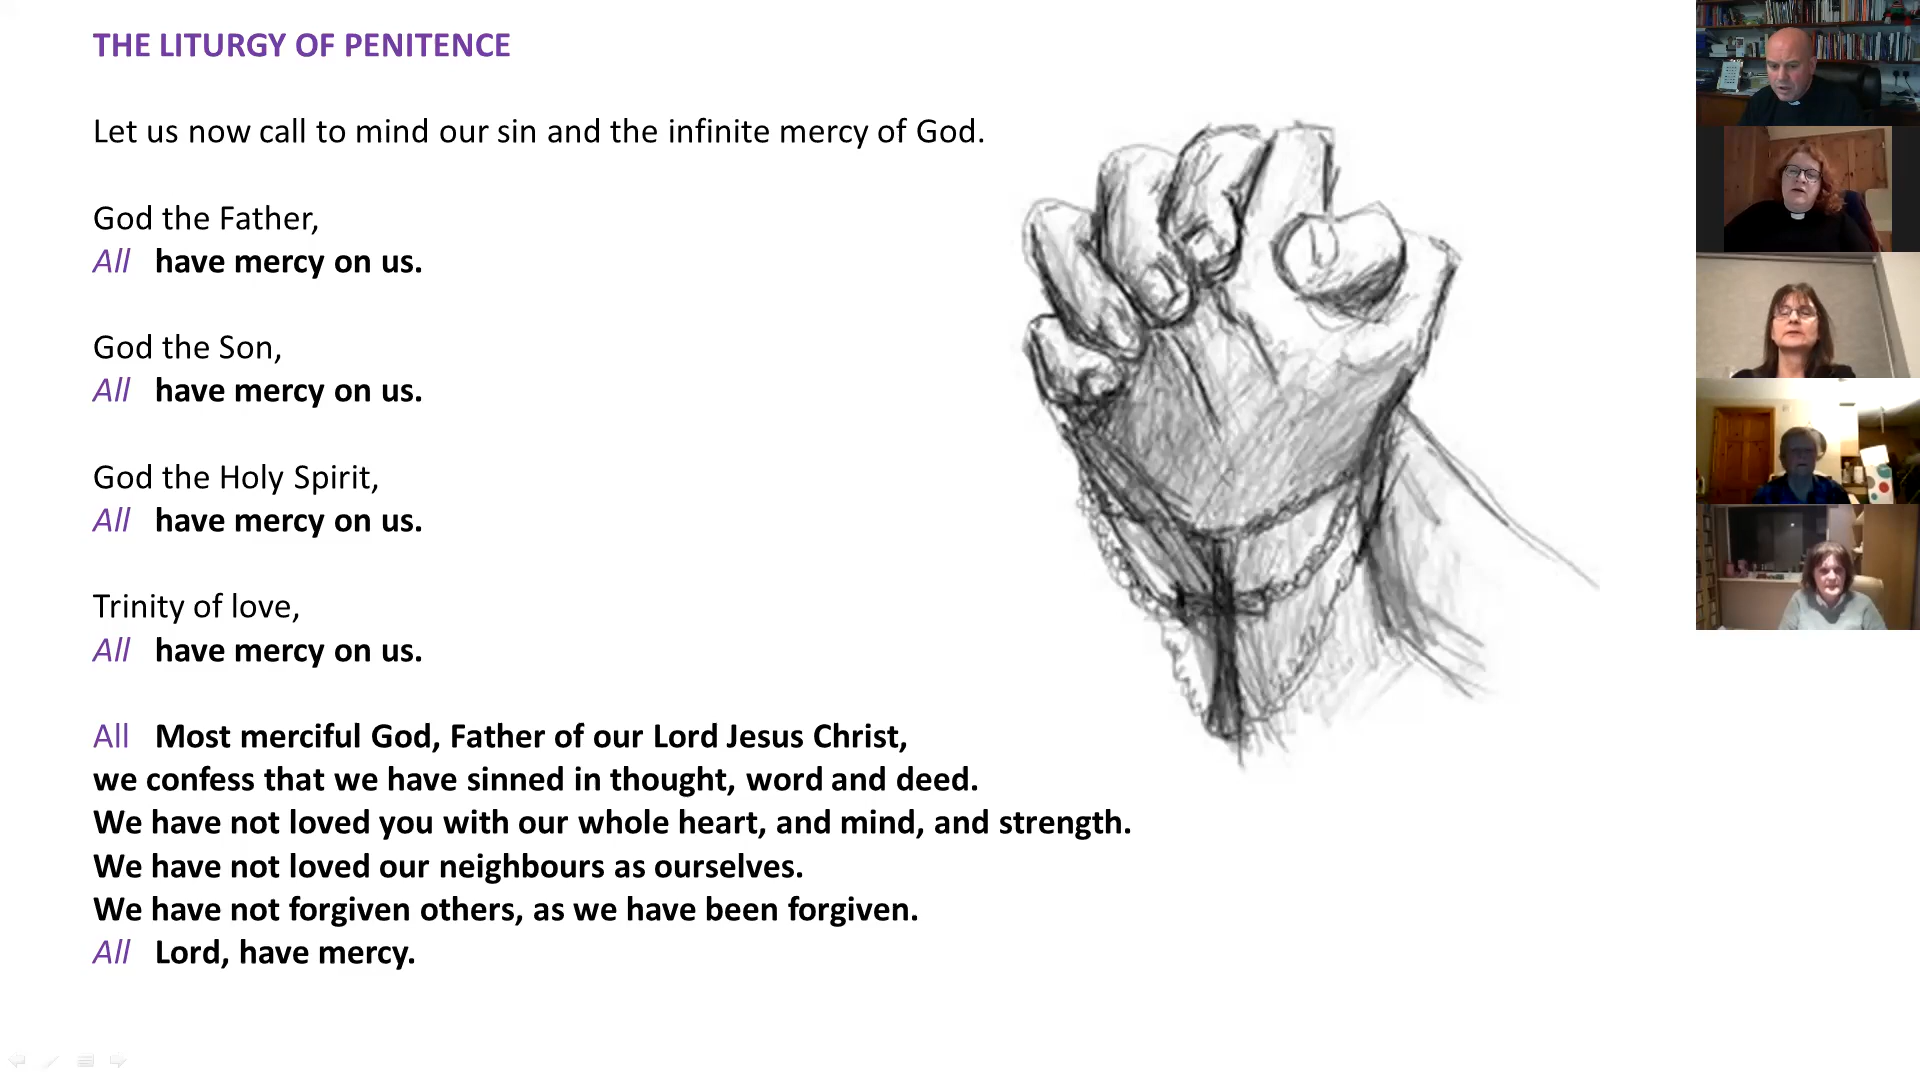 THE LITURGY OF PENITENCE
Let us now call to mind our sin and the infinite mercy of God.
God the Father,
All have mercy on us.
God the Son,
All have mercy on us.
God the Holy Spirit,
All have mercy on us.
Trinity of love,
All have mercy on us.
All Most merciful God, Father of our Lord Jesus Christ,
we confess that we have sinned in thought, word and deed.
We have not loved you with our whole heart, and mind, and strength.
We have not loved our neighbours as ourselves.
We have not forgiven others, as we have been forgiven.
All Lord, have mercy.